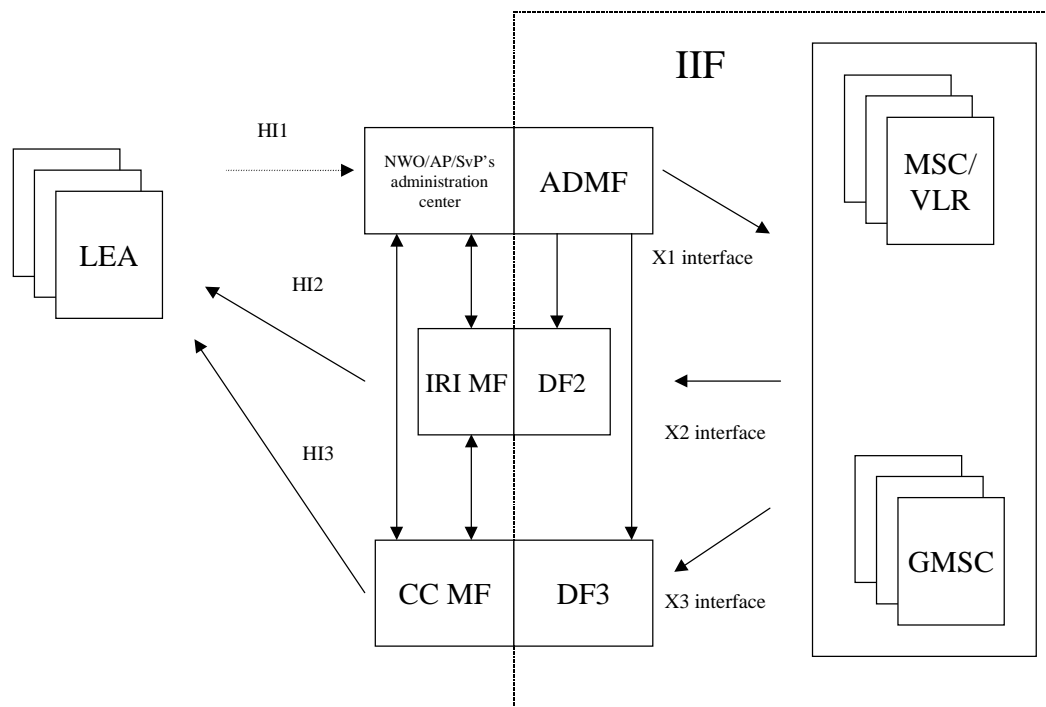 IIF
HI1
NWO/AP/SvP's
administration
center
ADMF
MSC/
VLR
LEA
X1 interface
HI2
IRI MF
DF2
X2 interface
HI3
GMSC
CC MF
DF3
X3 interface